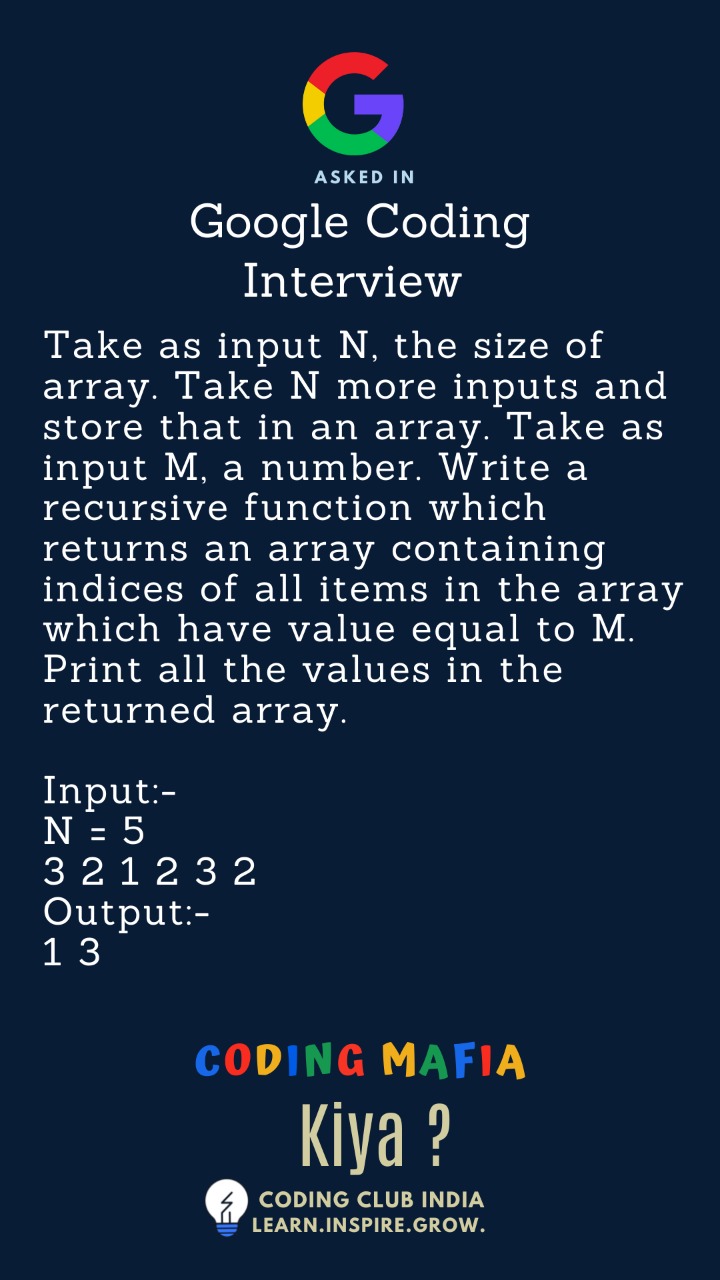 ASKED IN
Google Coding
Interview
Take as input N, the size of
array. Take N more inputs and
store that in an array. Take as
input M, a number. Write a
recursive function which
returns an array containing
indices of all items in the array
which have value equal to M.
Print all the values in the
returned array.
Input:-
N = 5
3 2 1 2 3 2
Output:-
1 3
CODING MAFIA
Kiya ?
CODING CLUB INDIA
LEARN.INSPIRE.GROW.